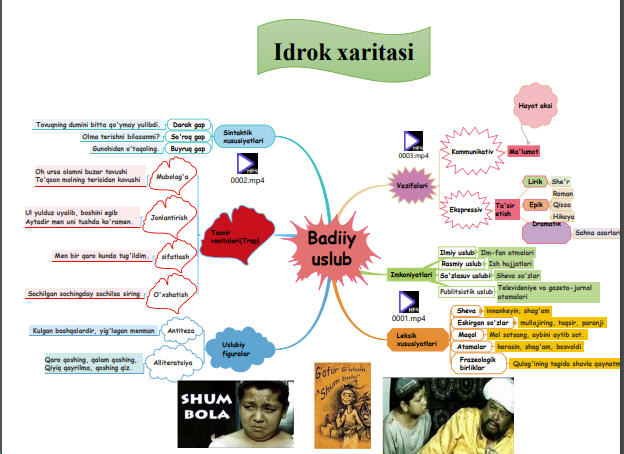 Idrok xaritasi
Tovuqning dumini bitta qo'ymay yulibdi.
Darak gap
Olma terishni bilasanmi?
So'roq gap
Gunohidan o'taqoling.
Buyruq gap
Sintaktik
xususiyatlari
0002.mp4
Oh ursa olamni buzar tovushi
To'qson molning terisidan kovushi
Mubolag'a
Ul yulduz uyalib, boshini egib
Aytadir men uni tushda ko'ramen.
Jonlantirish
Men bir qaro kunda tug'ildim.
sifatlash
Sochilgan sochingday sochilsa siring
O'xshatish
Tasvir
vositalari(Trop)
Kulgan boshqalardir, yig'lagan menman
Antiteza
Qaro qoshing, qalam qoshing,
Qiyiq qayrilma, qoshing qiz.
Alliteratsiya
Uslubiy
figuralar
Badiiy
uslub
Hayot aksi
0003.mp4
Kommunikativ
Ma'lumot
Vazifalari
Ekspressiv
Ta'sir
etish
Lirik
She'r
Roman
Epik
Qissa
Hikoya
Dramatik
Sahna asarlari
Imkoniyatlari
Ilmiy uslub
Ilm-fan atmalari
Rasmiy uslub
Ish hujjatlari
So'zlasuv uslubi
Sheva so'zlar
Publitsistik uslub
Televideniye va gazeta-jurnal
atamalari
0001.mp4
Leksik
xususiyatlari
Sheva
innankeyin, shag'am
Eskirgan so'zlar
mullajiring, taqsir, paranji
Maqol
Mol sotsang, aybini aytib sot.
Atamalar
kerosin, shag'am, bosvoldi
Frazeologik
birliklar
Qulog'ining tagida shavla qaynatm
SHUM
BOLA
G'ofur G'ulom
"Shum bola"